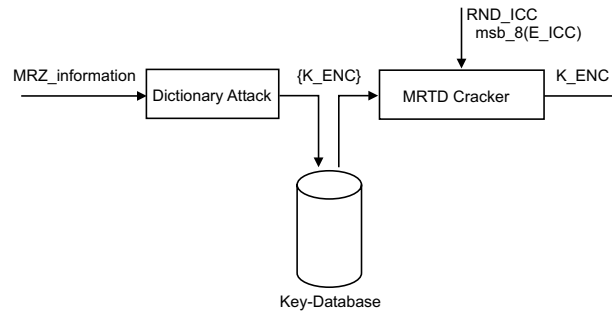 RND_ICC
msb_8(E_ICC)
MRZ_information
{K_ENC}
K_ENC
Dictionary Attack
MRTD Cracker
Key-Database